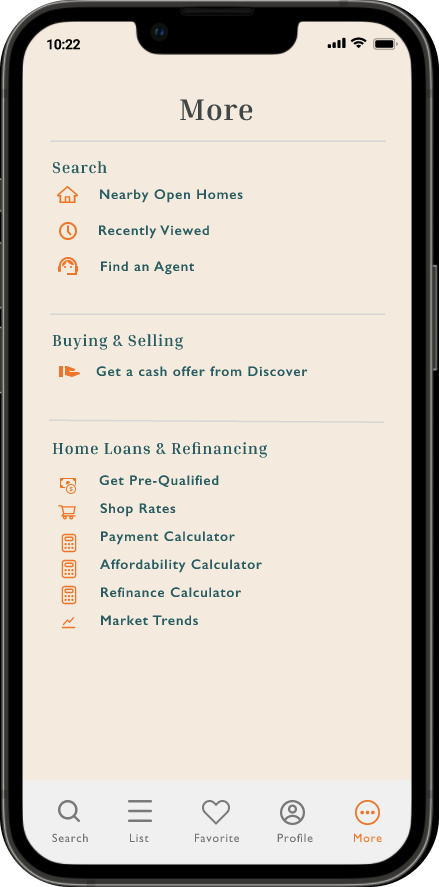 10:22
More
Search
Nearby Open Homes
Recently Viewed
Find an Agent
Buying & Selling
Get a cash offer from Discover
Home Loans & Refinancing
Get Pre-Qualified
Shop Rates
Payment Calculator
Affordability Calculator
Refinance Calculator
Market Trends
Search List Favorite Profile More